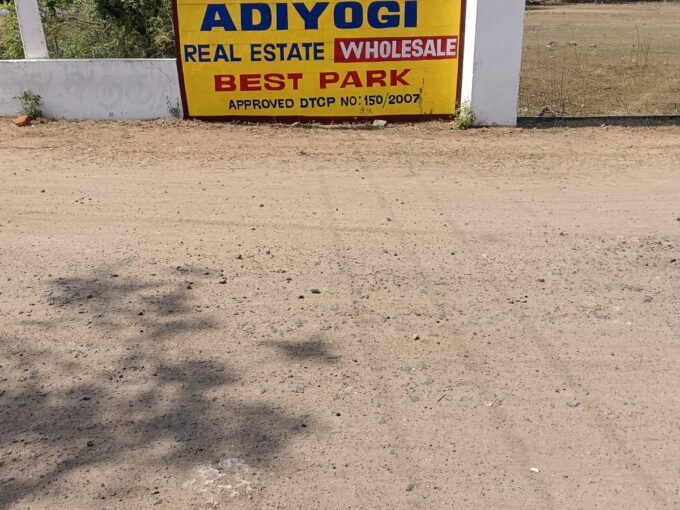 ADIYOGI
REAL ESTATE WHOLESALE
BEST PARK
APPROVED DTCP NO: 150/2007